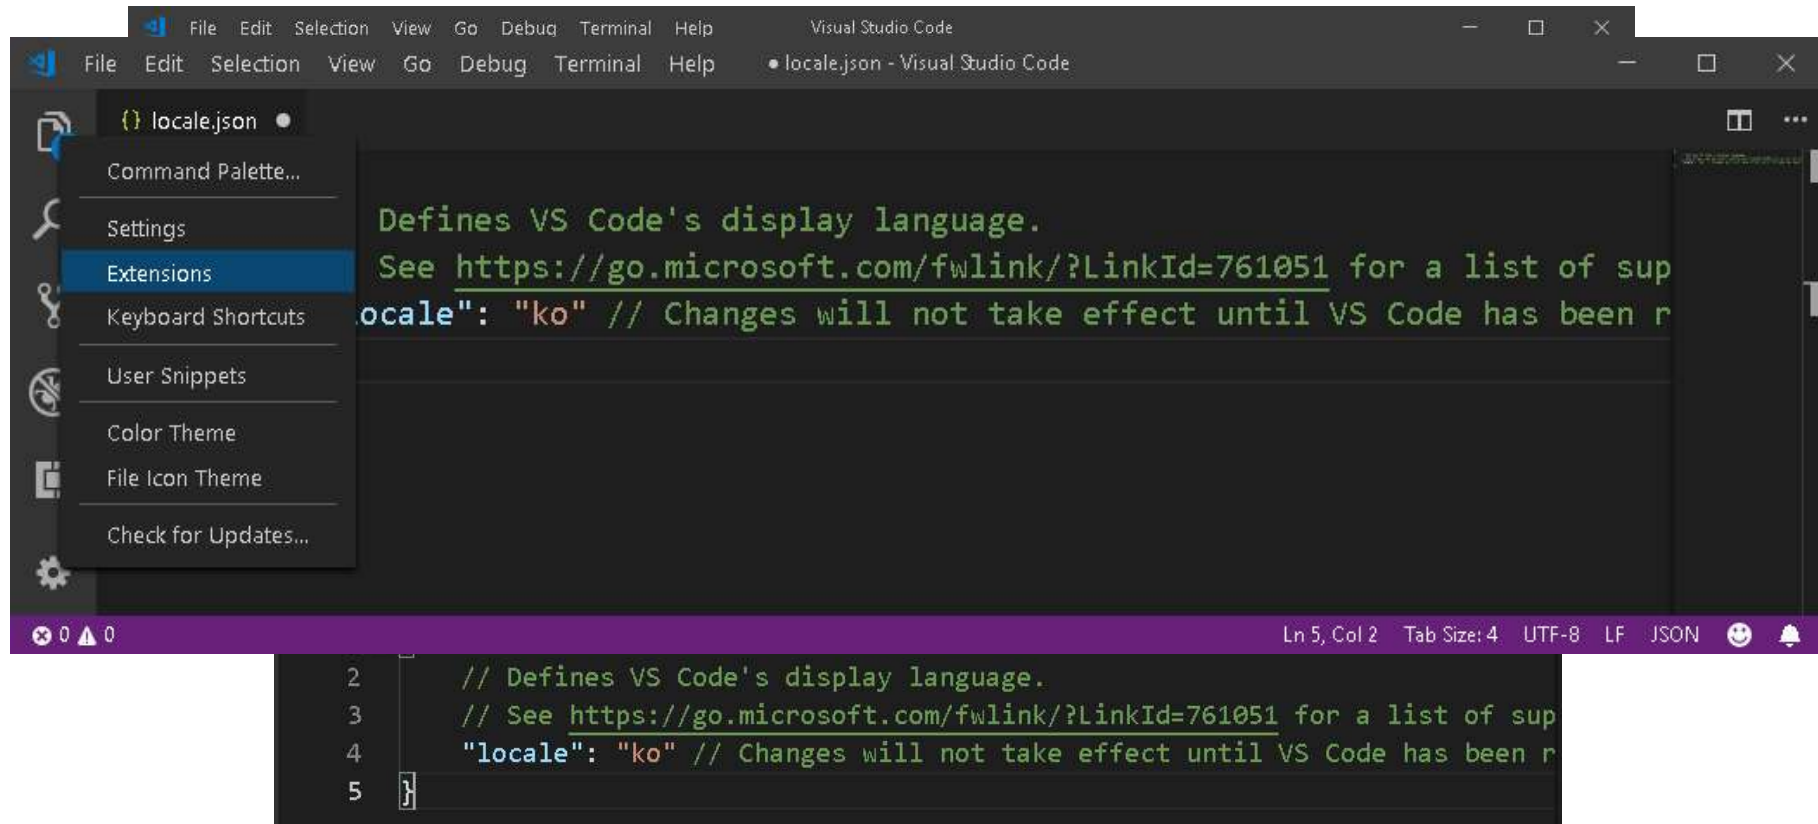 File Edit Selection View Go Debug Terminal Help Visual Studio Code
File Edit Selection View Go Debug Terminal Help ● locale.json - Visual Studio Code
{} locale.json ●
Command Palette...
Settings
Extensions
Keyboard Shortcuts
User Snippets
Color Theme
File Icon Theme
Check for Updates...
Defines VS Code's display language.
See https://go.microsoft.com/fwlink/?LinkId=761051 for a list of sup
ocale": "ko" // Changes will not take effect until VS Code has been r
0 0 Ln 5, Col 2 Tab Size: 4 UTF-8 LF JSON
2 // Defines VS Code's display language.
3 // See https://go.microsoft.com/fwlink/?LinkId=761051 for a list of sup
4 "locale": "ko" // Changes will not take effect until VS Code has been r
5 }